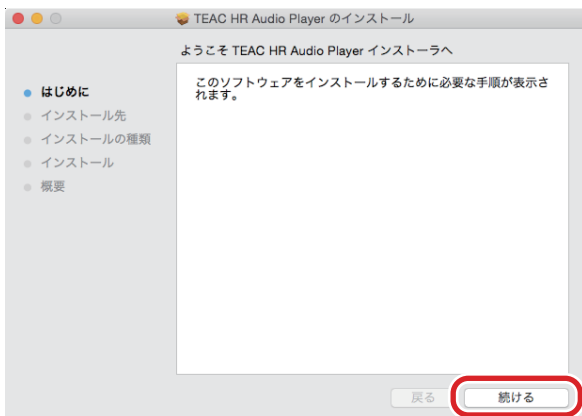 TEAC HR Audio Player のインストール
ようこそ TEAC HR Audio Player インストーラへ
はじめに
インストール先
インストールの種類
インストール
概要
このソフトウェアをインストールするために必要な手順が表示さ
れます。
戻る
続ける